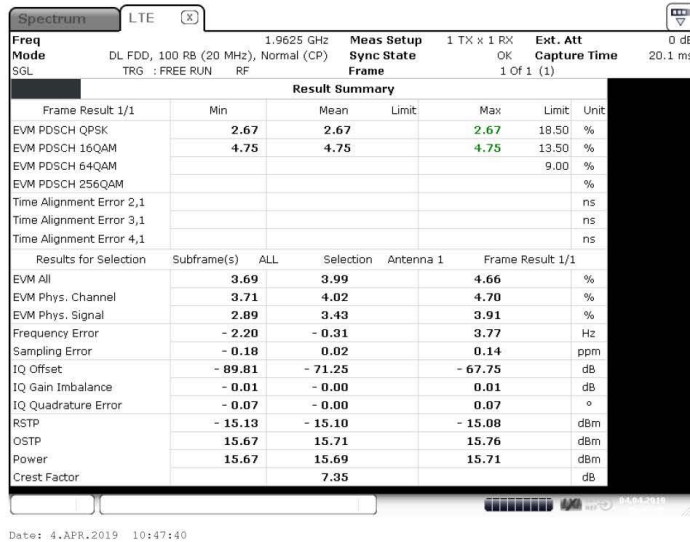 Spectrum LTE X
Freq 1.9625 GHz Meas Setup 1 TX x 1 RX Ext. Att 0 dB
Mode DL FDD, 100 RB (20 MHz), Normal (CP) Sync State OK Capture Time 20.1 ms
SGL TRG : FREE RUN RF Frame 1 Of 1 (1)
Result Summary
Frame Result 1/1 Min Mean Limit Max Limit Unit
EVM PDSCH QPSK 2.67 2.67 2.67 18.50 %
EVM PDSCH 16QAM 4.75 4.75 4.75 13.50 %
EVM PDSCH 64QAM 9.00 %
EVM PDSCH 256QAM %
Time Alignment Error 2,1 ns
Time Alignment Error 3,1 ns
Time Alignment Error 4,1 ns
Results for Selection Subframe(s) ALL Selection Antenna 1 Frame Result 1/1
EVM All 3.69 3.99 4.66 %
EVM Phys. Channel 3.71 4.02 4.70 %
EVM Phys. Signal 2.89 3.43 3.91 %
Frequency Error - 2.20 - 0.31 3.77 Hz
Sampling Error - 0.18 0.02 0.14 ppm
IQ Offset - 89.81 - 71.25 - 67.75 dB
IQ Gain Imbalance - 0.01 - 0.00 0.01 dB
IQ Quadrature Error - 0.07 - 0.00 0.07 °
RSTP - 15.13 - 15.10 - 15.08 dBm
OSTP 15.67 15.71 15.76 dBm
Power 15.67 15.69 15.71 dBm
Crest Factor 7.35 dB
04.04.2019
Date: 4.APR.2019 10:47:40